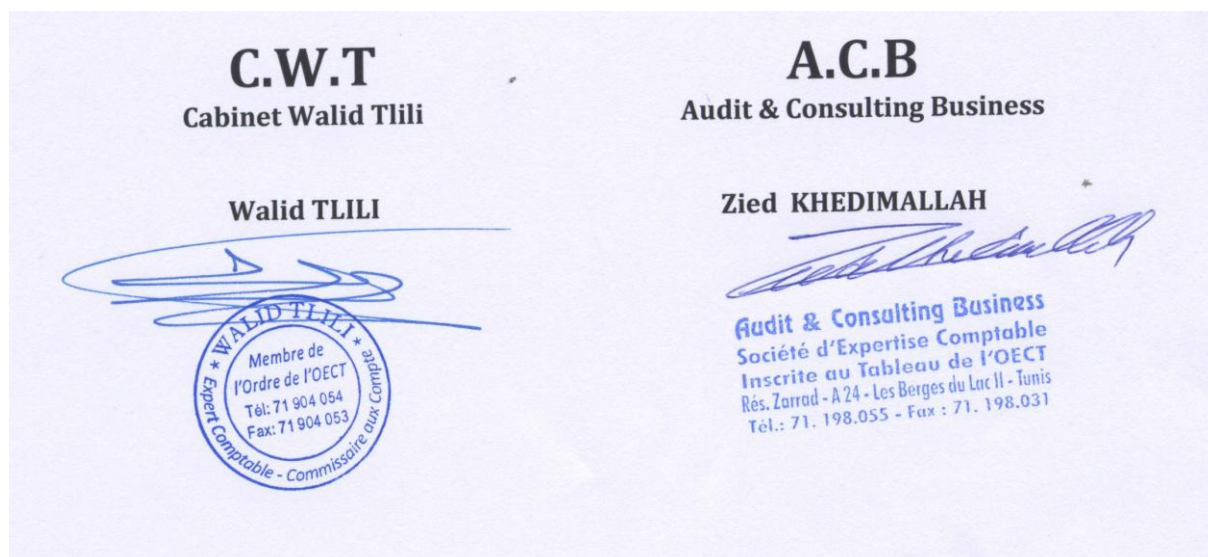 C.W.T
Cabinet Walid Tlili
Walid TLILI
* WALID TLILI *
Expert Comptable - Commissaire aux Compte
Membre de
l'Ordre de l'OECT
Tél: 71 904 054
Fax: 71 904 053
A.C.B
Audit & Consulting Business
Zied KHEDIMALLAH
Audit & Consulting Business
Société d'Expertise Comptable
Inscrite au Tableau de l'OECT
Rés. Zarrad - A 24 - Les Berges du Lac II - Tunis
Tél.: 71. 198.055 - Fax : 71. 198.031